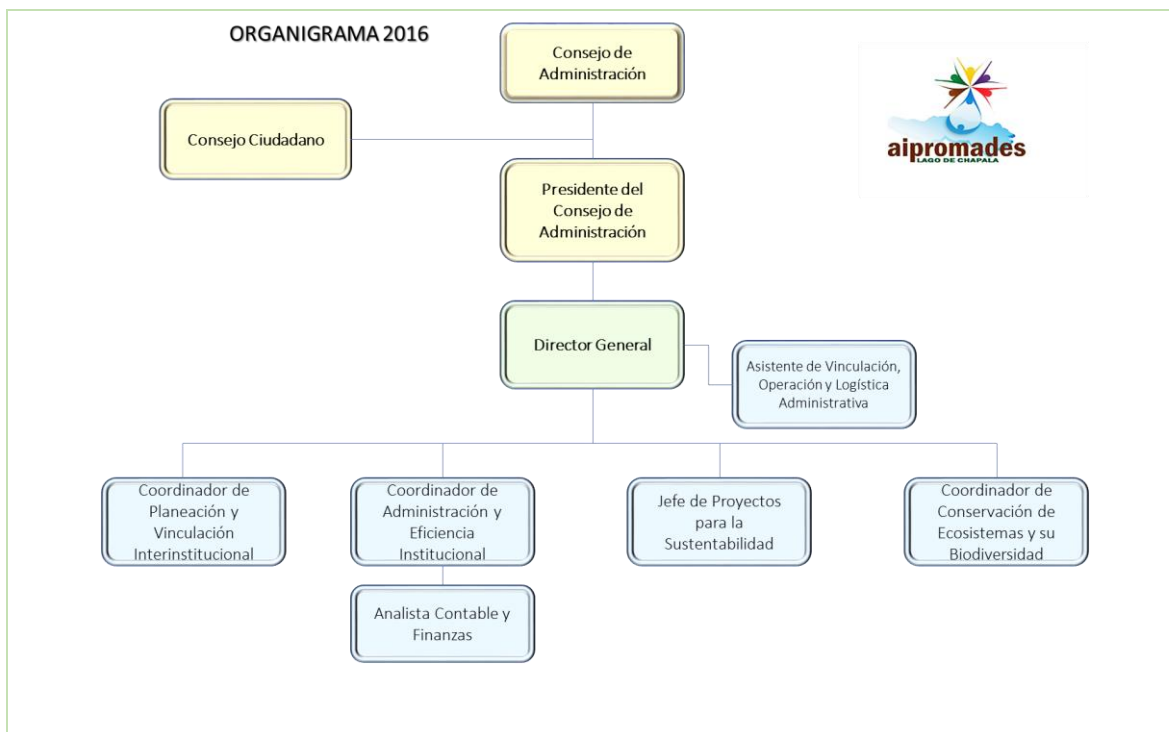 ORGANIGRAMA 2016
Consejo de
Administración
aipromades
LAGO DE CHAPALA
Consejo Ciudadano
Presidente del
Consejo de
Administración
Director General
Asistente de Vinculación,
Operación y Logística
Administrativa
Coordinador de
Planeación y
Vinculación
Interinstitucional
Coordinador de
Administración y
Eficiencia
Institucional
Jefe de Proyectos
para la
Sustentabilidad
Coordinador de
Conservación de
Ecosistemas y su
Biodiversidad
Analista Contable y
Finanzas